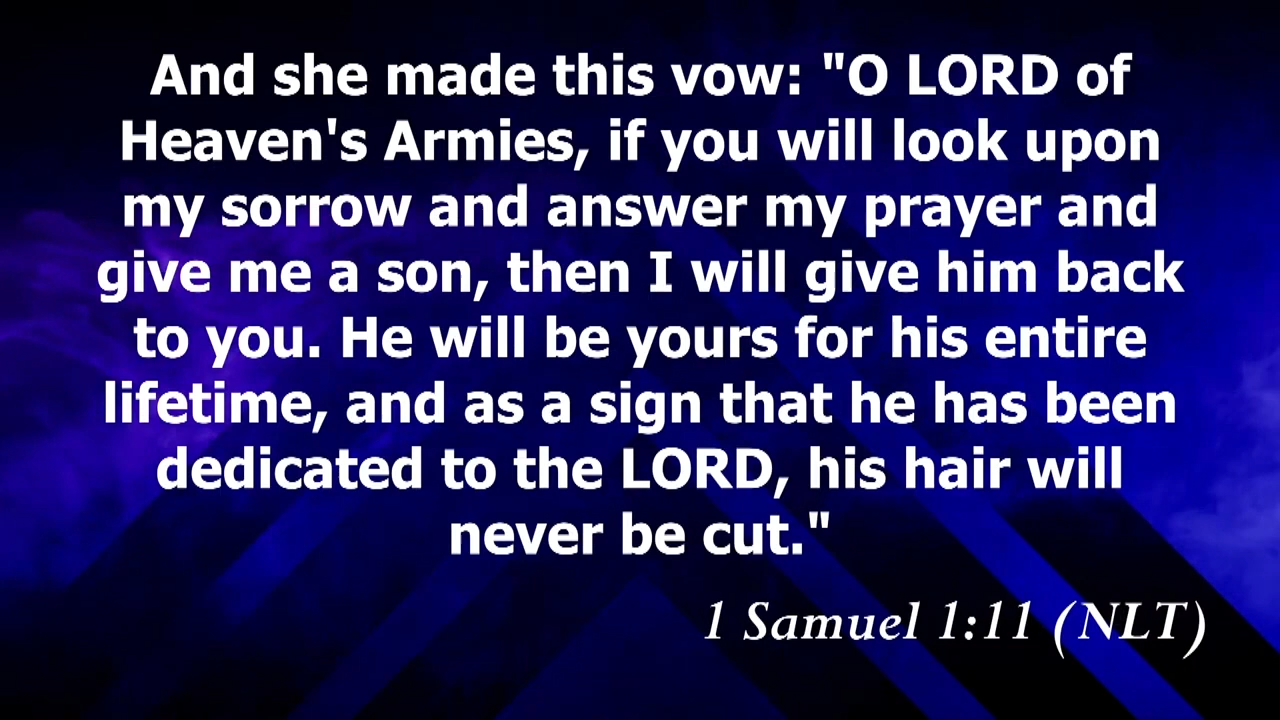 And she made this vow: "O LORD of
Heaven's Armies, if you will look upon
my sorrow and answer my prayer and
give me a son, then I will give him back
to you. He will be yours for his entire
lifetime, and as a sign that he has been
dedicated to the LORD, his hair will
never be cut."
1 Samuel 1:11 (NLT)